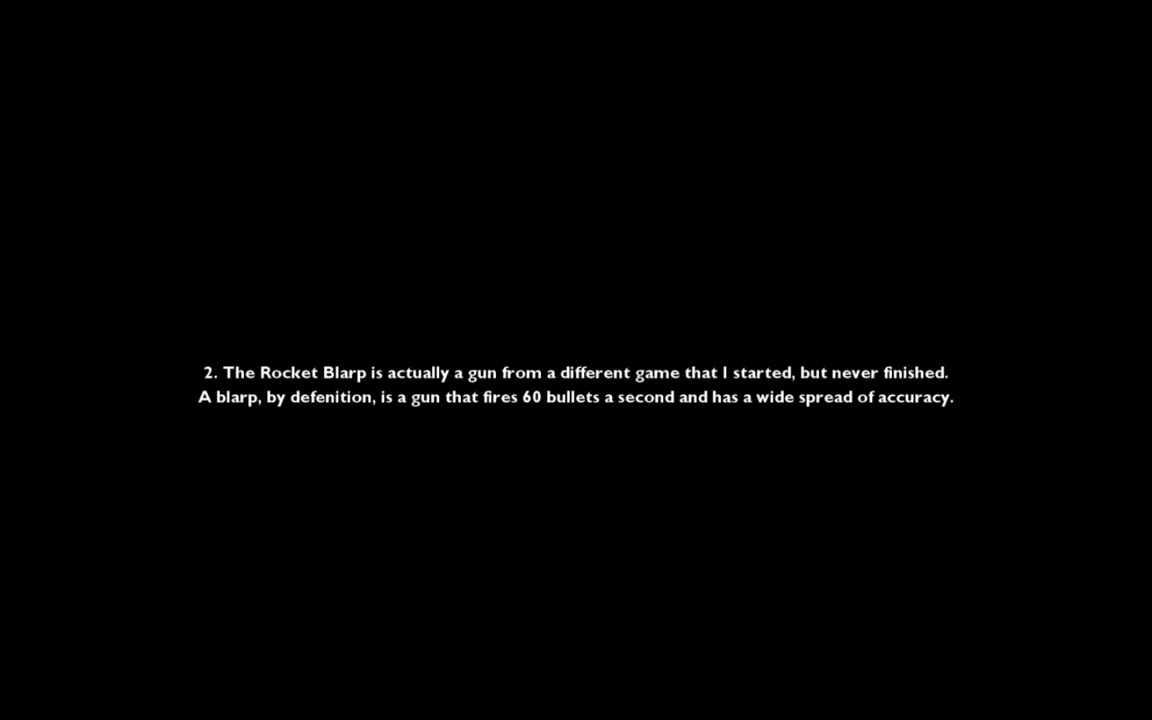 2. The Rocket Blarp is actually a gun from a different game that I started, but never finished.
A blarp, by defenition, is a gun that fires 60 bullets a second and has a wide spread of accuracy.